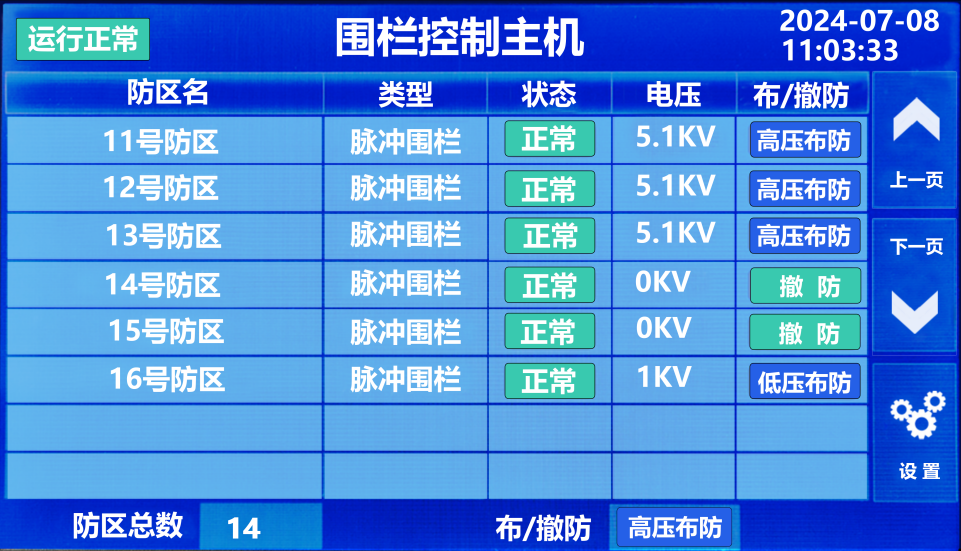 运行正常
围栏控制主机
2024-07-08
11:03:33
防区名 类型 状态 电压 布/撤防
11号防区 脉冲围栏 正常 5.1KV 高压布防
12号防区 脉冲围栏 正常 5.1KV 高压布防
13号防区 脉冲围栏 正常 5.1KV 高压布防
14号防区 脉冲围栏 正常 0KV 撤 防
15号防区 脉冲围栏 正常 0KV 撤 防
16号防区 脉冲围栏 正常 1KV 低压布防
上一页
下一页
设置
防区总数 14 布/撤防 高压布防